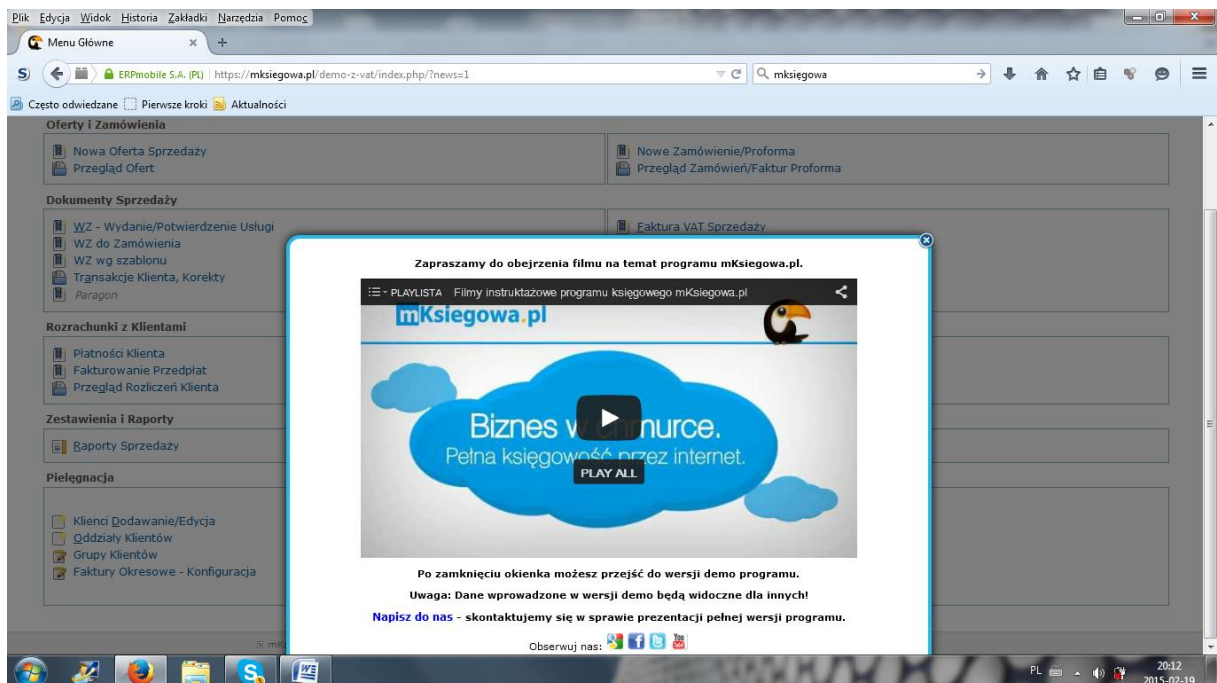 Plik Edycja Widok Historia Zakładki Narzędzia Pomoc
Menu Główne
ERPmobile S.A. (PL) https://mksiegowa.pl/demo-z-vat/index.php/?news=1
mksięgowa
Często odwiedzane Pierwsze kroki Aktualności
Oferty i Zamówienia
Nowa Oferta Sprzedaży
Nowe Zamówienie/Proforma
Przegląd Ofert
Przegląd Zamówień/Faktur Proforma
Dokumenty Sprzedaży
WZ - Wydanie/Potwierdzenie Usługi
Faktura VAT Sprzedaży
WZ do Zamówienia
WZ wg szablonu
Transakcje Klienta, Korekty
Paragon
Rozrachunki z Klientami
Płatności Klienta
Fakturowanie Przedpłat
Przegląd Rozliczeń Klienta
Zestawienia i Raporty
Raporty Sprzedaży
Pielęgnacja
Klienci Dodawanie/Edycja
Oddziały Klientów
Grupy Klientów
Faktury Okresowe - Konfiguracja
Zapraszamy do obejrzenia filmu na temat programu mKsiegowa.pl.
PLAYLISTA Filmy instruktażowe programu księgowego mKsiegowa.pl
mKsiegowa.pl
Biznes w chmurce.
Pełna księgowość przez internet.
PLAY ALL
Po zamknięciu okienka możesz przejść do wersji demo programu.
Uwaga: Dane wprowadzone w wersji demo będą widoczne dla innych!
Napisz do nas - skontaktujemy się w sprawie prezentacji pełnej wersji programu.
Obserwuj nas:
PL
20:12
2015-02-19